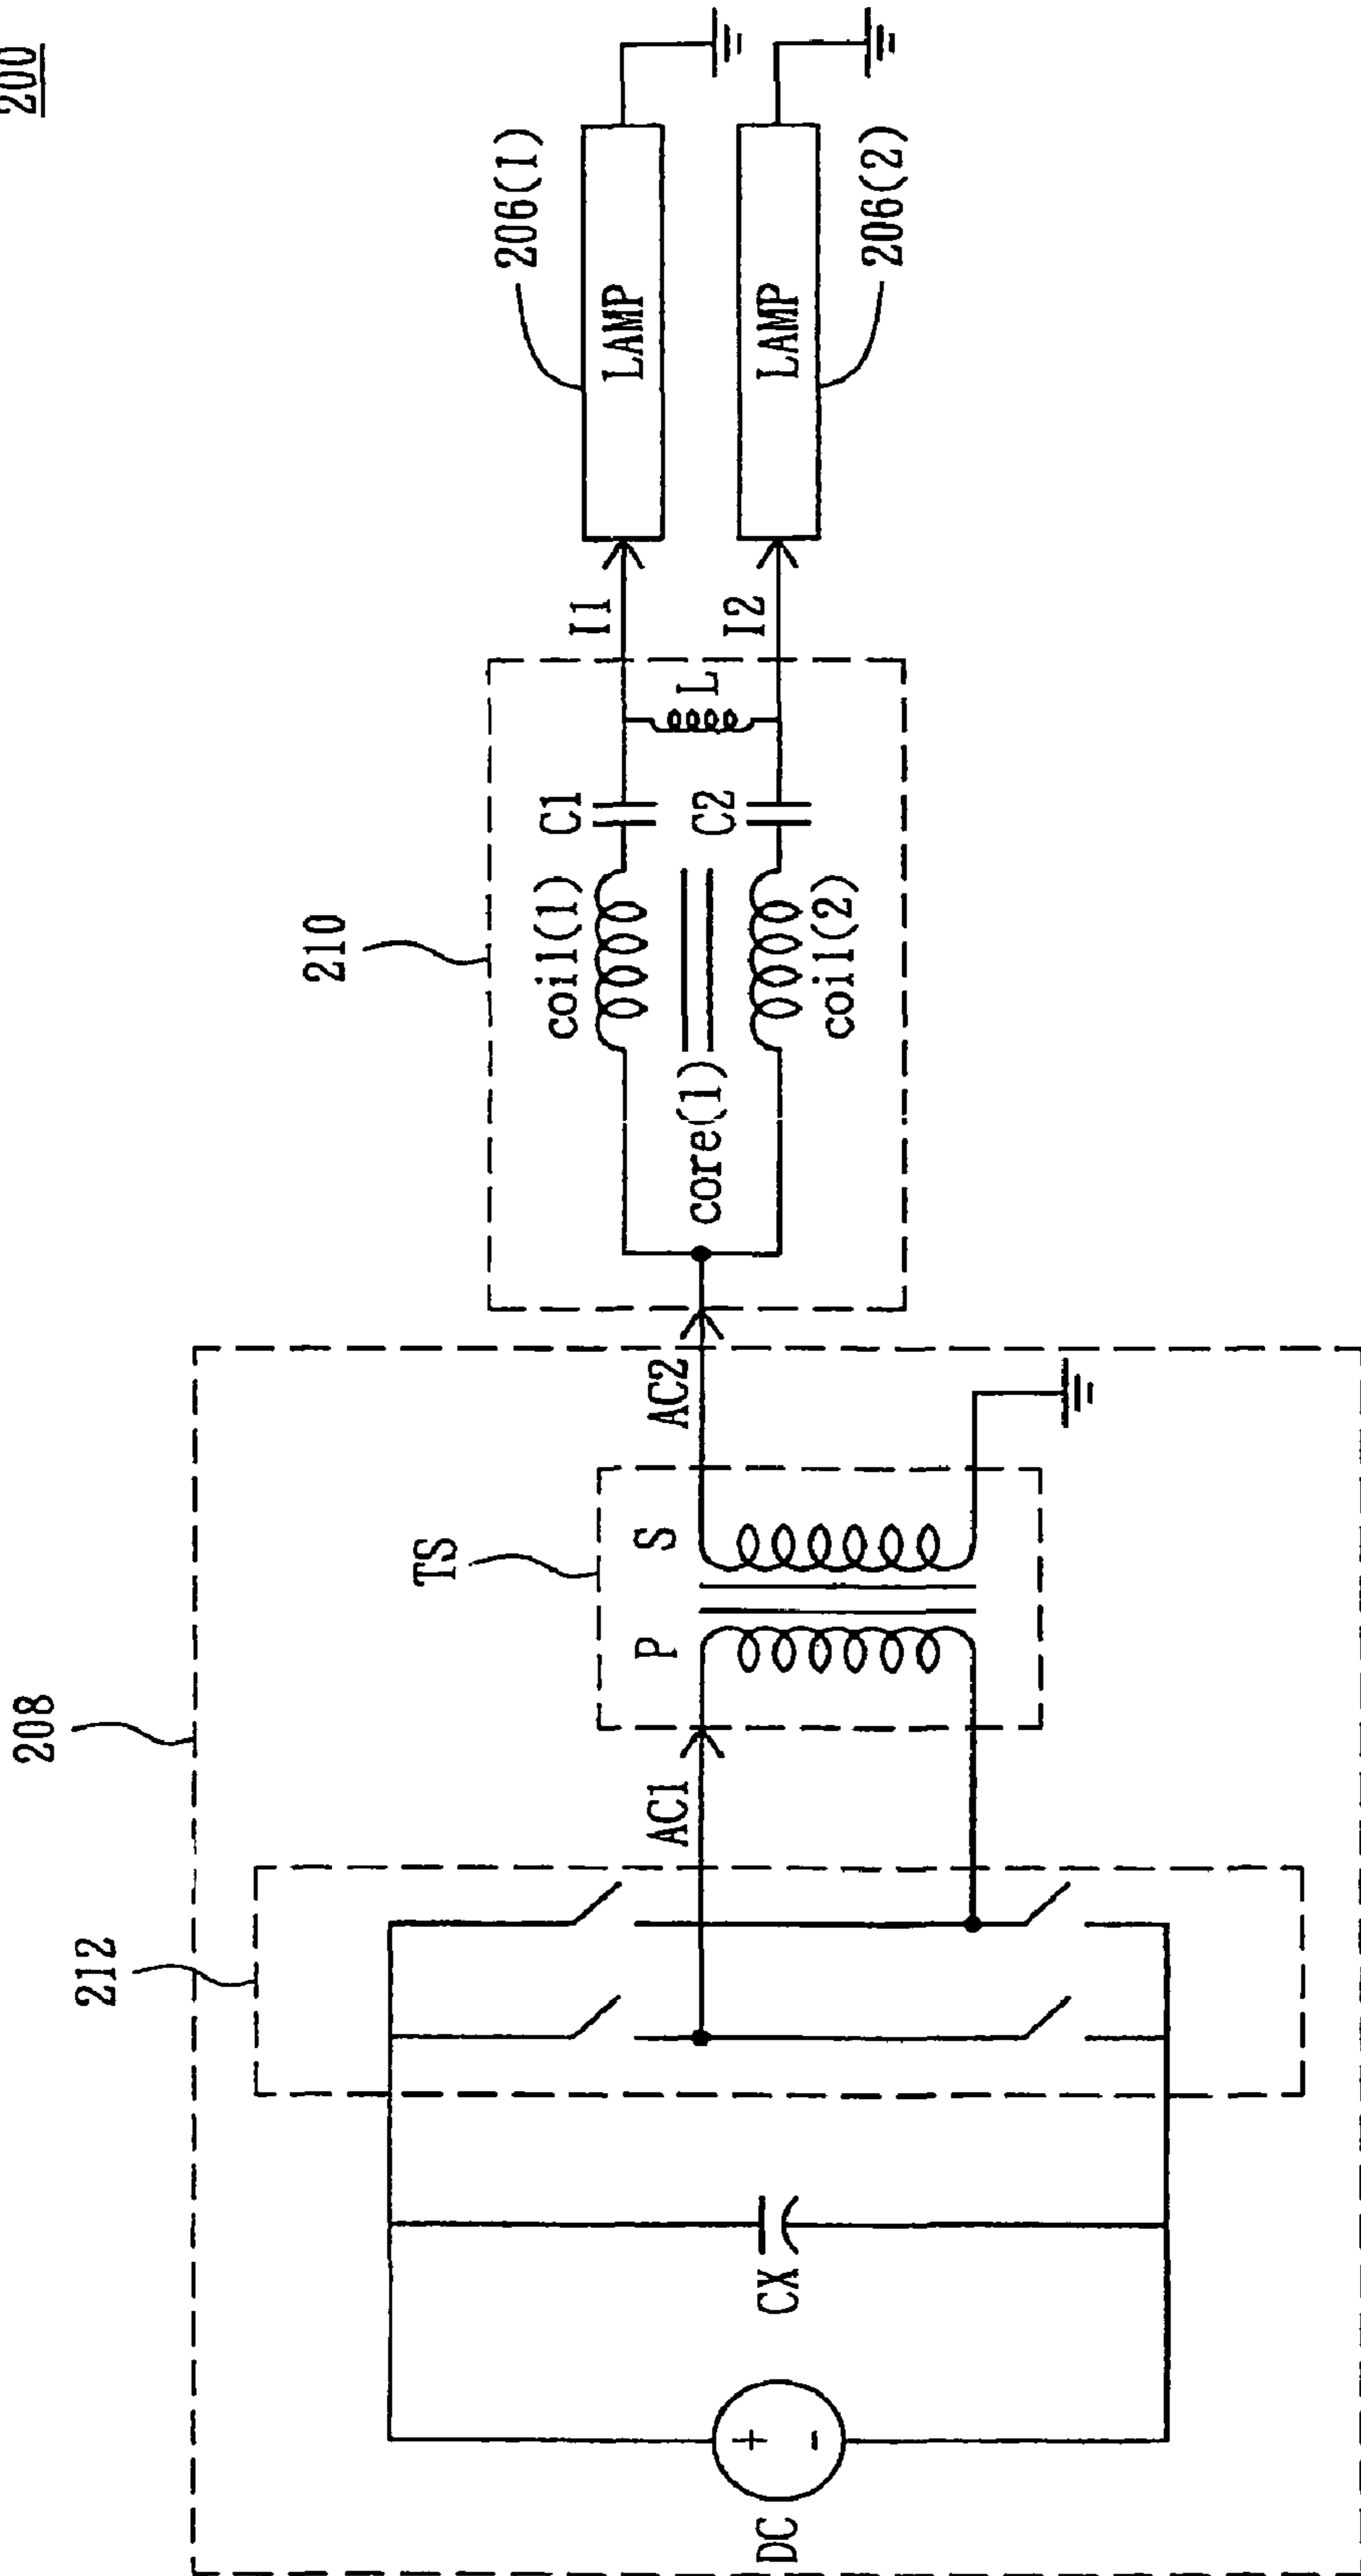 200
208
212
DC
CX
AC1
TS
P
S
AC2
210
core(1)
coil(1)
coil(2)
C1
C2
L
I1
I2
206(1)
LAMP
LAMP
206(2)